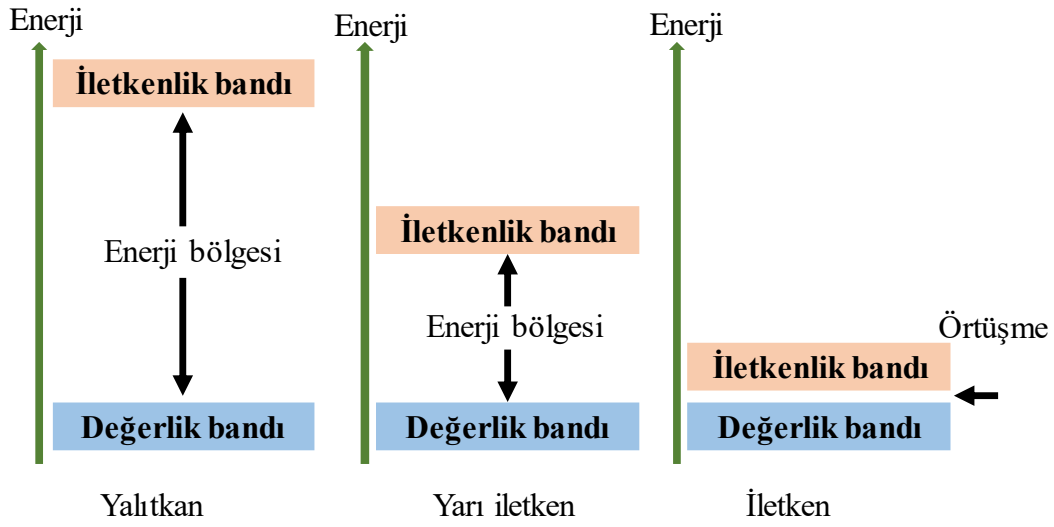 Enerji
İletkenlik bandı
Enerji bölgesi
Değerlik bandı
Yalıtkan
Enerji
İletkenlik bandı
Enerji bölgesi
Değerlik bandı
Yarı iletken
Enerji
Örtüşme
İletkenlik bandı
Değerlik bandı
İletken